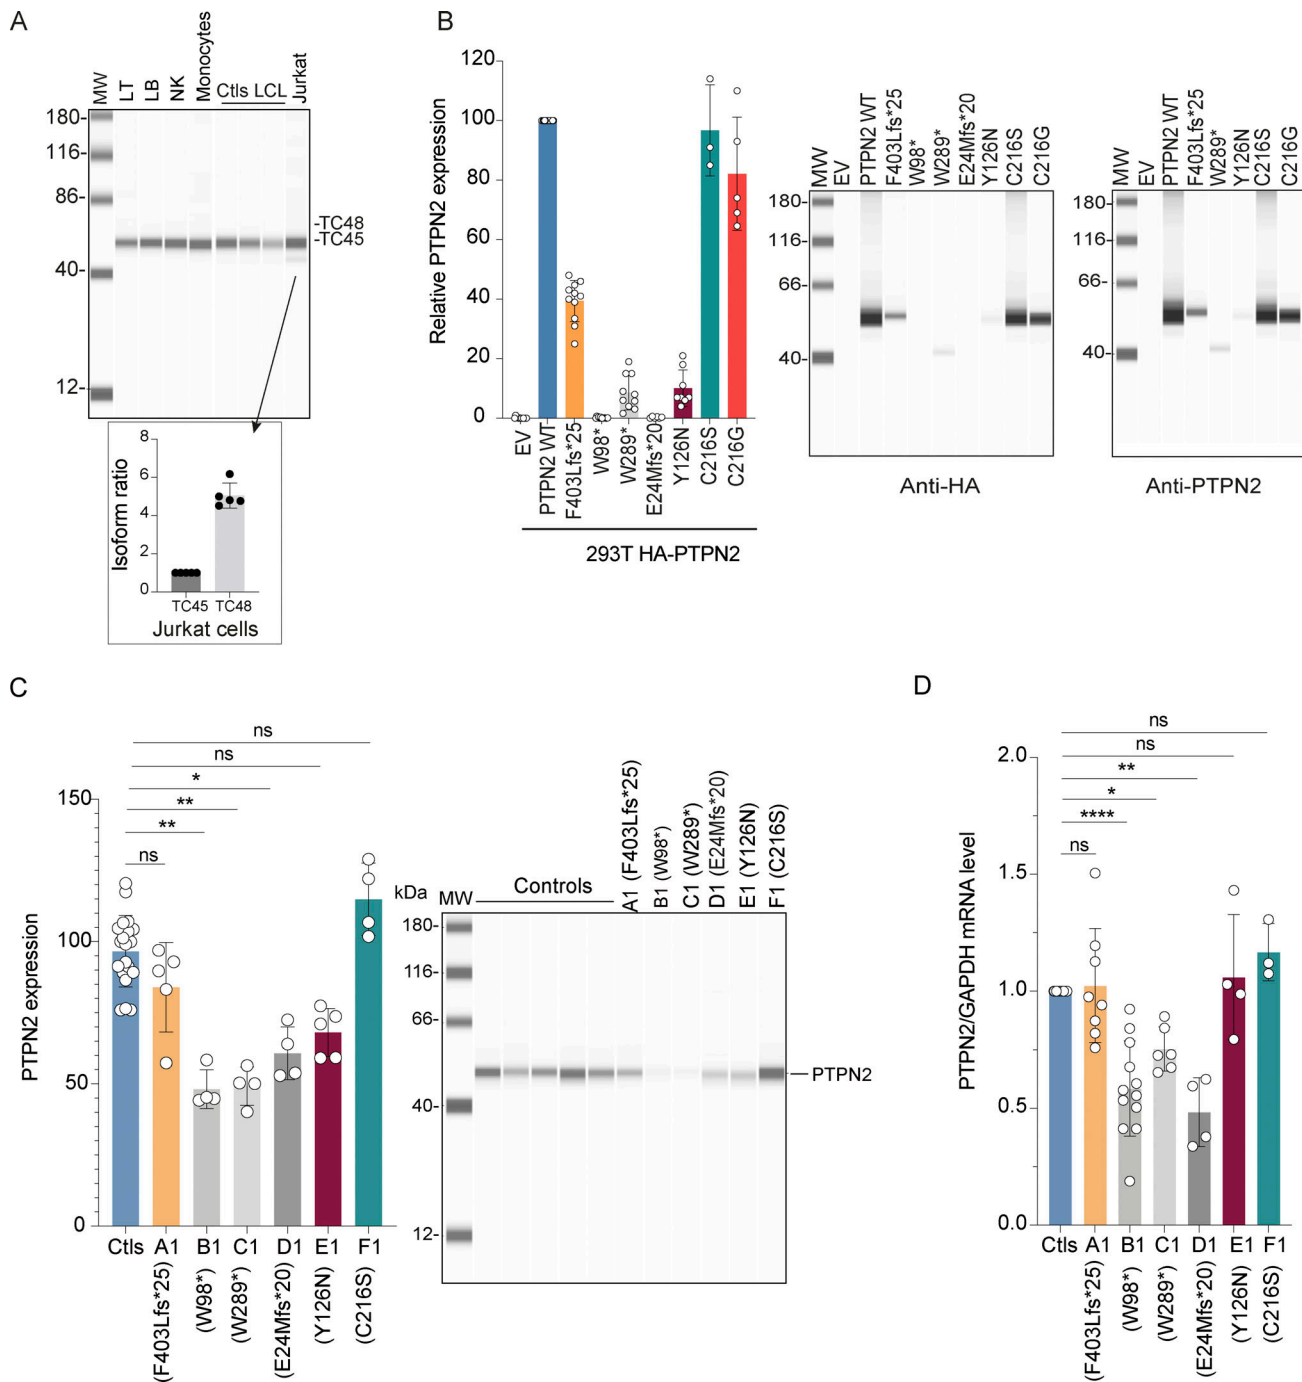 A
MW
LT
LB
NK
Monocytes
Ctls LCL
Jurkat
180-
116-
86-
40-
12-
-TC48
-TC45
Isoform ratio
8
6
4
2
0
TC45 TC48
Jurkat cells
B
Relative PTPN2 expression
120
100
80
60
40
20
0
EV
PTPN2 WT
F403Lfs*25
W98*
W289*
E24Mfs*20
Y126N
C216S
C216G
293T HA-PTPN2
MW
EV
PTPN2 WT
F403Lfs*25
W98*
W289*
E24Mfs*20
Y126N
C216S
C216G
180-
116-
66-
40-
Anti-HA
MW
EV
PTPN2 WT
F403Lfs*25
W289*
Y126N
C216S
C216G
180-
116-
66-
40-
Anti-PTPN2
C
ns
ns
*
**
**
ns
PTPN2 expression
150
100
50
0
Ctls A1 B1 C1 D1 E1 F1
(F403Lfs*25)
(W98*)
(W289*)
(E24Mfs*20)
(Y126N)
(C216S)
kDa
MW
Controls
A1 (F403Lfs*25)
B1 (W98*)
C1 (W289*)
D1 (E24Mfs*20)
E1 (Y126N)
F1 (C216S)
180-
116-
66-
40-
12-
PTPN2
D
ns
ns
**
*
****
ns
PTPN2/GAPDH mRNA level
2.0
1.5
1.0
0.5
0.0
Ctls A1 B1 C1 D1 E1 F1
(F403Lfs*25)
(W98*)
(W289*)
(E24Mfs*20)
(Y126N)
(C216S)